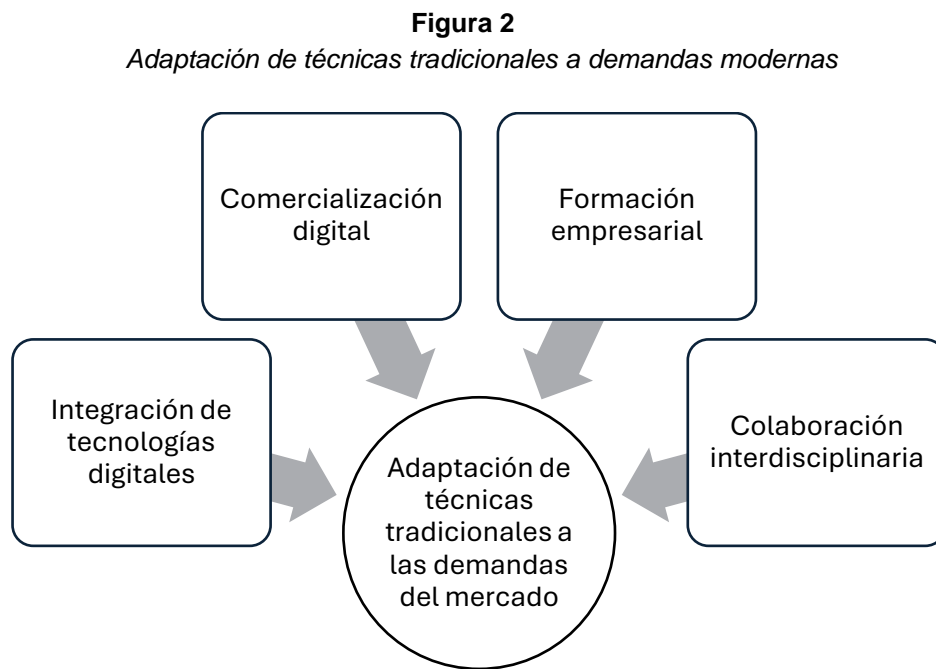 Figura 2
Adaptación de técnicas tradicionales a demandas modernas
Comercialización
digital
Formación
empresarial
Integración de
tecnologías
digitales
Colaboración
interdisciplinaria
Adaptación de
técnicas
tradicionales a
las demandas
del mercado